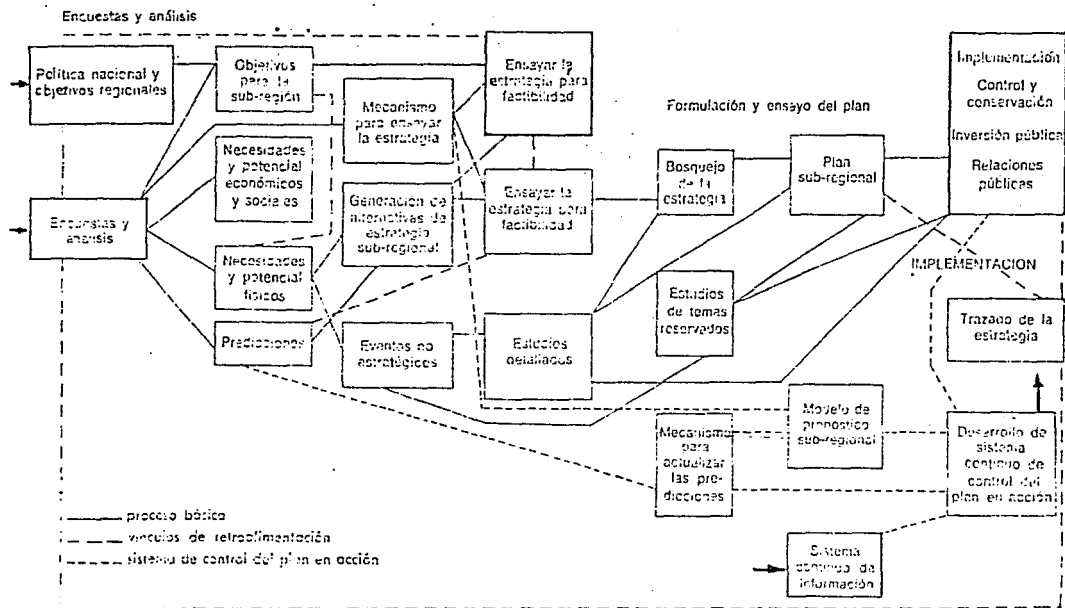 Encuestas y análisis
Política nacional y
objetivos regionales
Encuestas y
análisis
Objetivos
para la
sub-región
Necesidades
y potencial
económicos
y sociales
Necesidades
y potencial
físicos
Predicciones
Mecanismo
para ensayar
la estrategia
Generación de
alternativas de
estrategia
sub-regional
Eventos no
estratégicos
Ensayar la
estrategia para
factibilidad
Ensayar la
estrategia para
factibilidad
Estudios
detallados
Formulación y ensayo del plan
Bosquejo
de la
estrategia
Estudios
de temas
reservados
Mecanismo
para
actualizar
las pre-
dicciones
Plan
sub-regional
Modelo de
pronóstico
sub-regional
Sistema
continuo de
información
Implementación
Control y
conservación
Inversión pública
Relaciones
públicas
IMPLEMENTACION
Trazado de la
estrategia
Desarrollo de
sistema
continuo de
control del
plan en acción
proceso básico
vínculos de retroalimentación
sistema de control del plan en acción